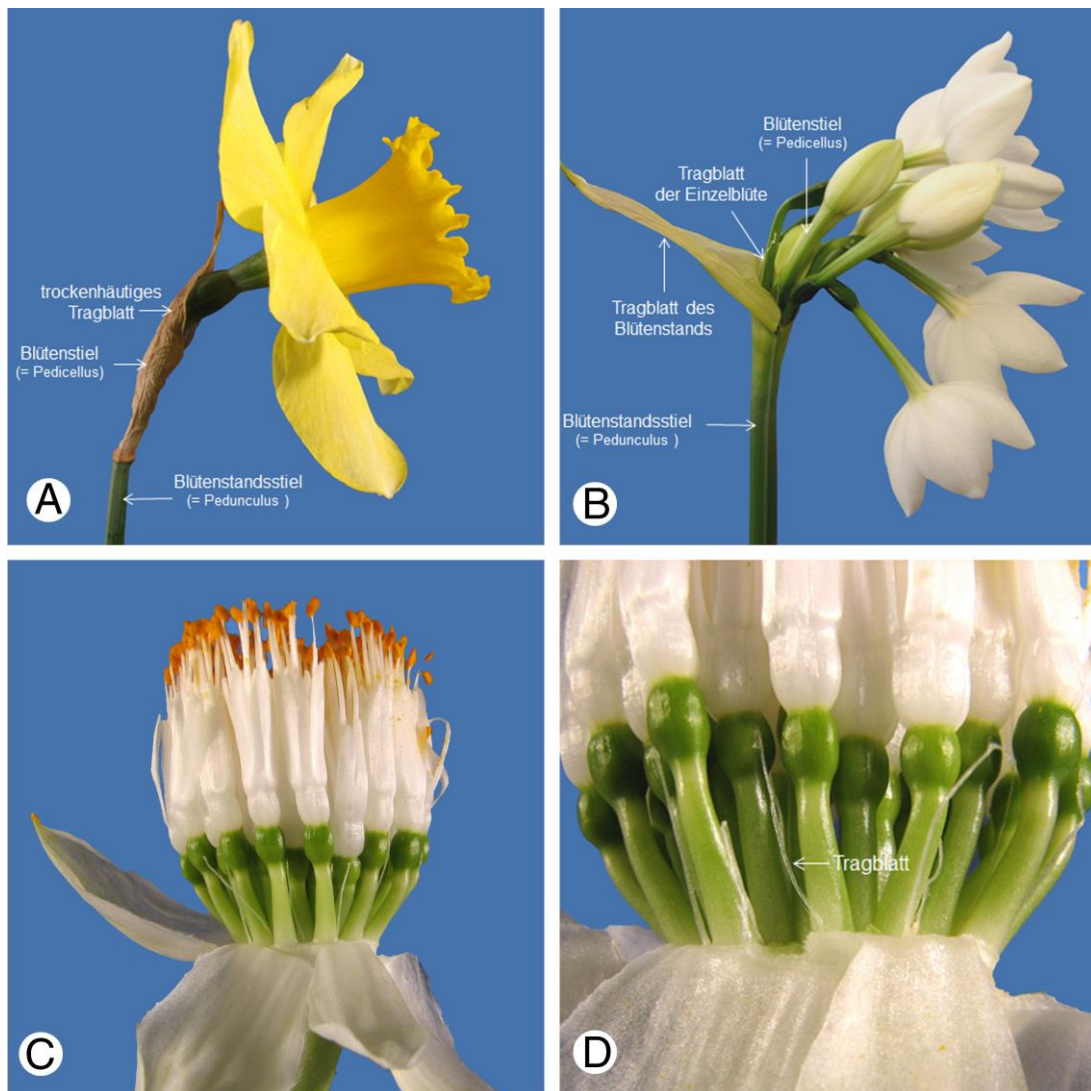 trockenhäutiges
Tragblatt
Blütenstiel
(= Pedicellus)
Blütenstandsstiel
(= Pedunculus )
A
Blütenstiel
(= Pedicellus)
Tragblatt
der Einzelblüte
Tragblatt des
Blütenstands
Blütenstandsstiel
(= Pedunculus )
B
C
Tragblatt
D